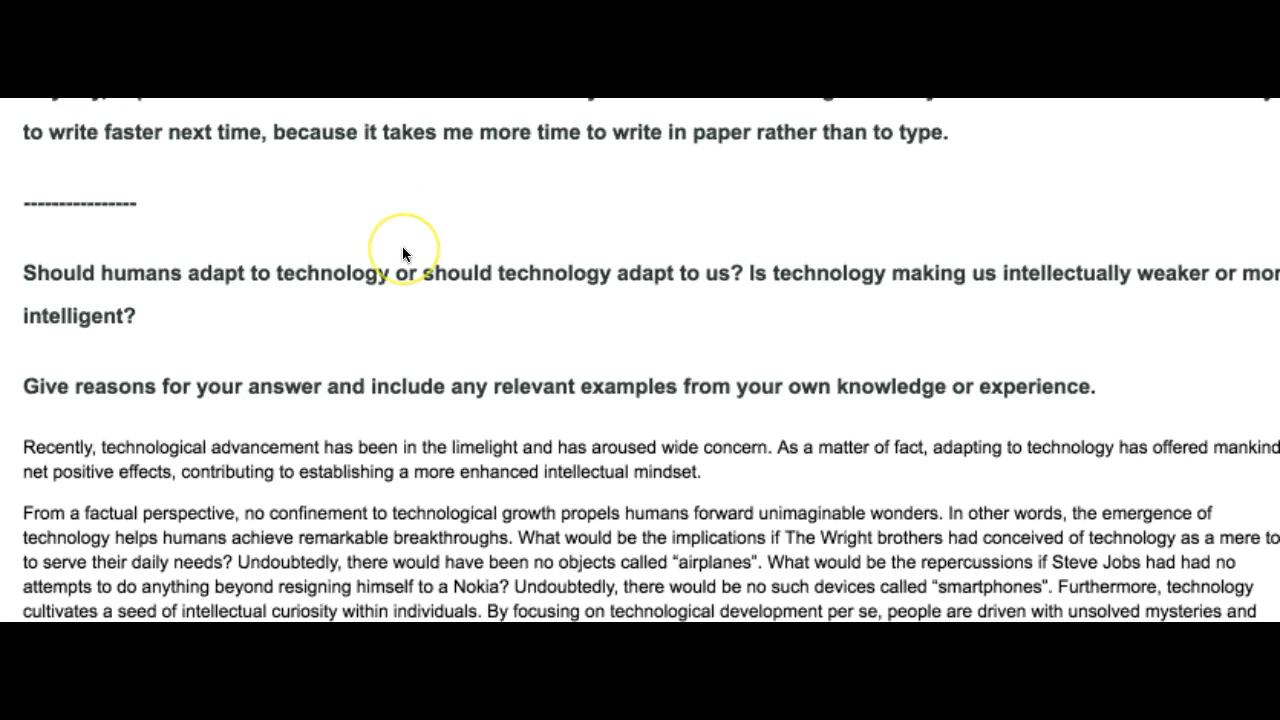 to write faster next time, because it takes me more time to write in paper rather than to type.
----------------
Should humans adapt to technology or should technology adapt to us? Is technology making us intellectually weaker or mor
intelligent?
Give reasons for your answer and include any relevant examples from your own knowledge or experience.
Recently, technological advancement has been in the limelight and has aroused wide concern. As a matter of fact, adapting to technology has offered mankind
net positive effects, contributing to establishing a more enhanced intellectual mindset.
From a factual perspective, no confinement to technological growth propels humans forward unimaginable wonders. In other words, the emergence of
technology helps humans achieve remarkable breakthroughs. What would be the implications if The Wright brothers had conceived of technology as a mere to
to serve their daily needs? Undoubtedly, there would have been no objects called “airplanes”. What would be the repercussions if Steve Jobs had had no
attempts to do anything beyond resigning himself to a Nokia? Undoubtedly, there would be no such devices called “smartphones”. Furthermore, technology
cultivates a seed of intellectual curiosity within individuals. By focusing on technological development per se, people are driven with unsolved mysteries and